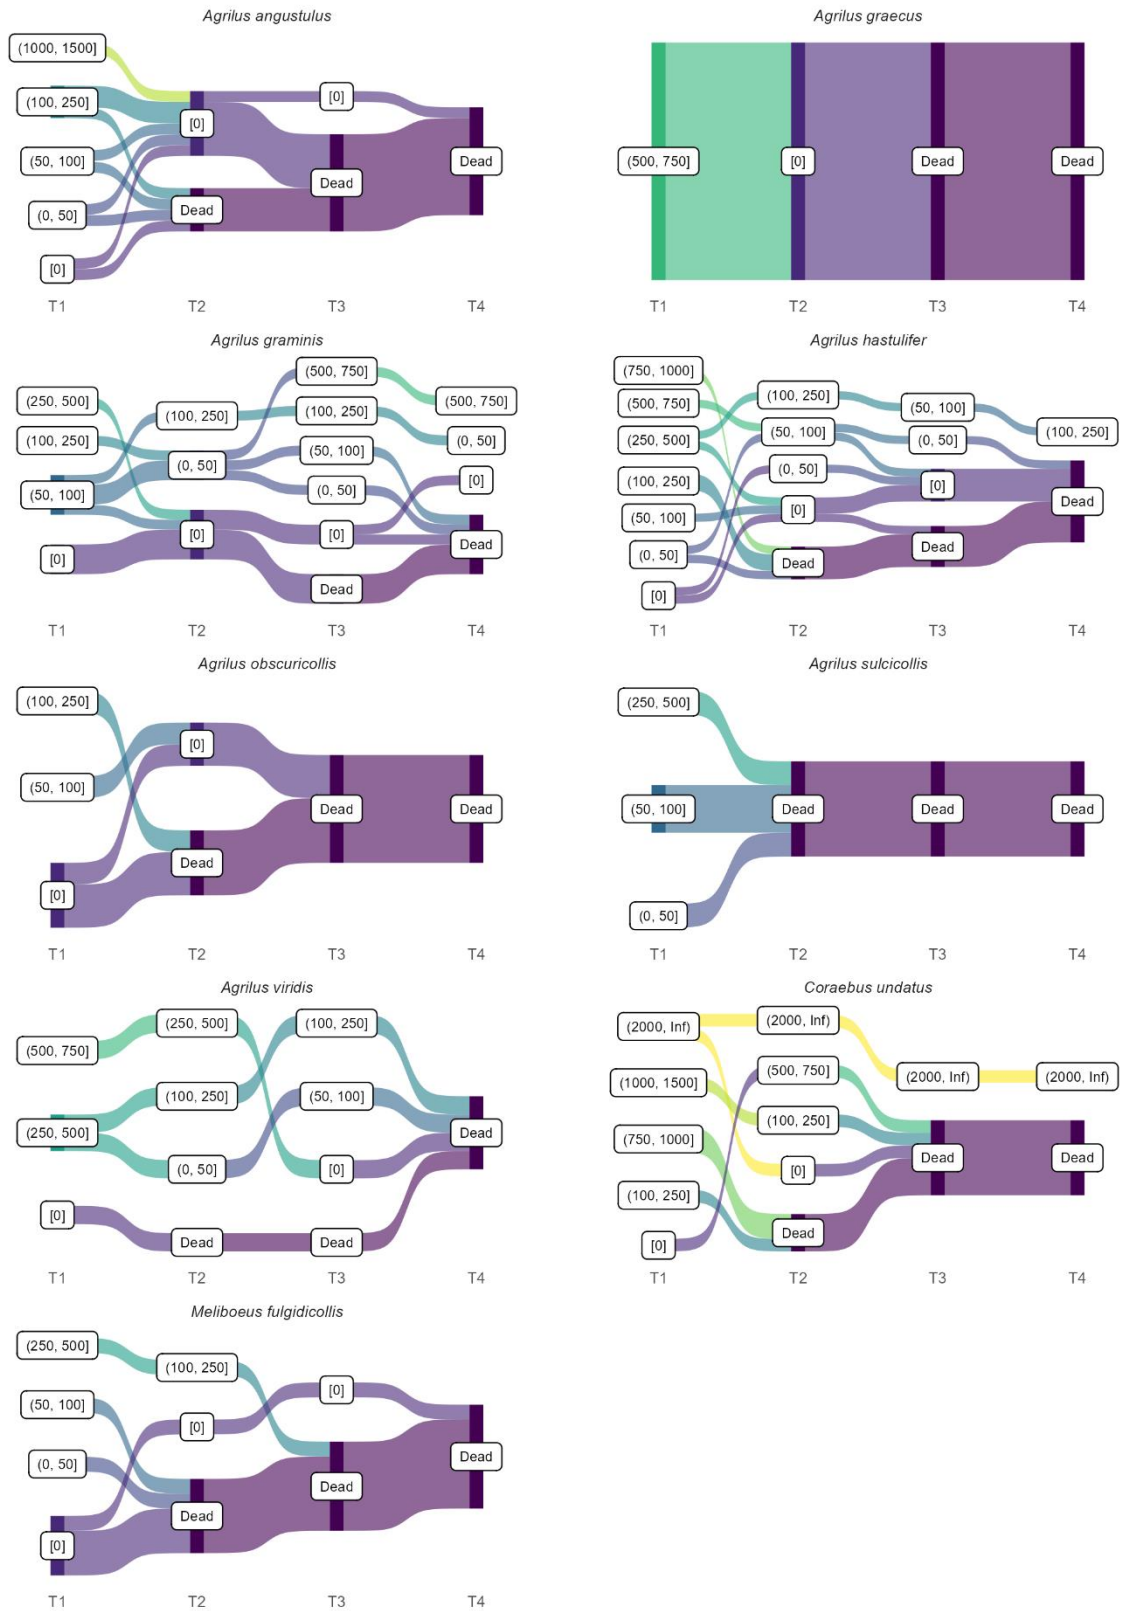 Agrilus angustulus
(1000, 1500]
(100, 250]
(50, 100]
(0, 50]
[0]
[0]
Dead
[0]
Dead
Dead
T1 T2 T3 T4
Agrilus graecus
(500, 750]
[0]
Dead
Dead
T1 T2 T3 T4
Agrilus graminis
(250, 500]
(100, 250]
(50, 100]
[0]
(100, 250]
(0, 50]
[0]
(500, 750]
(100, 250]
(50, 100]
(0, 50]
[0]
Dead
(500, 750]
(0, 50]
[0]
Dead
T1 T2 T3 T4
Agrilus hastulifer
(750, 1000]
(500, 750]
(250, 500]
(100, 250]
(50, 100]
(0, 50]
[0]
(100, 250]
(50, 100]
(0, 50]
[0]
Dead
(50, 100]
(0, 50]
[0]
Dead
(100, 250]
Dead
T1 T2 T3 T4
Agrilus obscuricollis
(100, 250]
(50, 100]
[0]
[0]
Dead
Dead
Dead
T1 T2 T3 T4
Agrilus sulcicollis
(250, 500]
(50, 100]
(0, 50]
Dead
Dead
Dead
T1 T2 T3 T4
Agrilus viridis
(500, 750]
(250, 500]
[0]
(250, 500]
(100, 250]
(0, 50]
Dead
(100, 250]
(50, 100]
[0]
Dead
Dead
T1 T2 T3 T4
Coraebus undatus
(2000, Inf)
(1000, 1500]
(750, 1000]
(100, 250]
[0]
(2000, Inf)
(500, 750]
(100, 250]
[0]
Dead
(2000, Inf)
Dead
(2000, Inf)
Dead
T1 T2 T3 T4
Meliboeus fulgidicollis
(250, 500]
(50, 100]
(0, 50]
[0]
(100, 250]
[0]
Dead
[0]
Dead
Dead
T1 T2 T3 T4